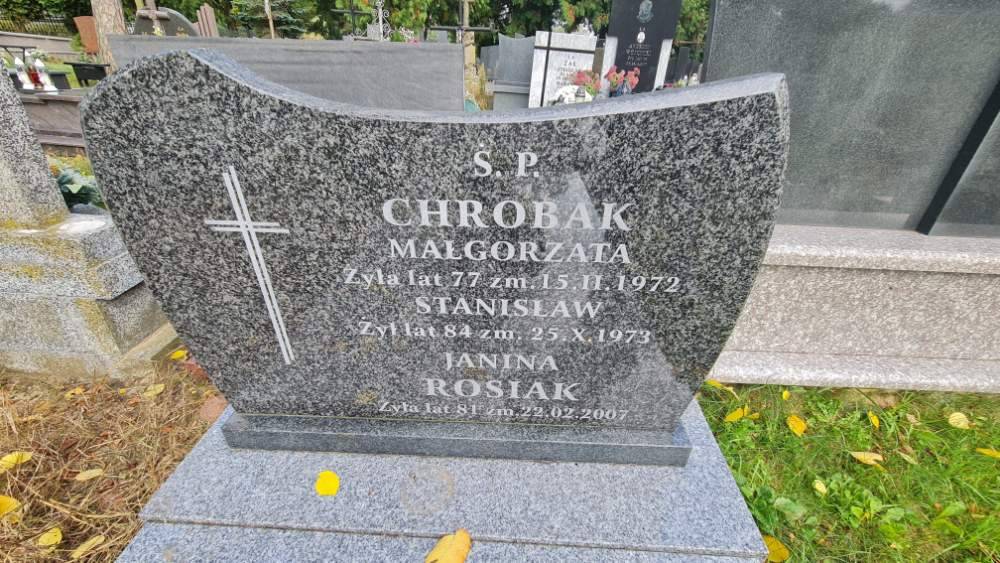 Ś. P.
CHROBAK
MAŁGORZATA
Żyła lat 77 zm. 15.II.1972
STANISŁAW
Żył lat 84 zm. 25.X.1973
JANINA
ROSIAK
Żyła lat 81 zm. 22.02.2007